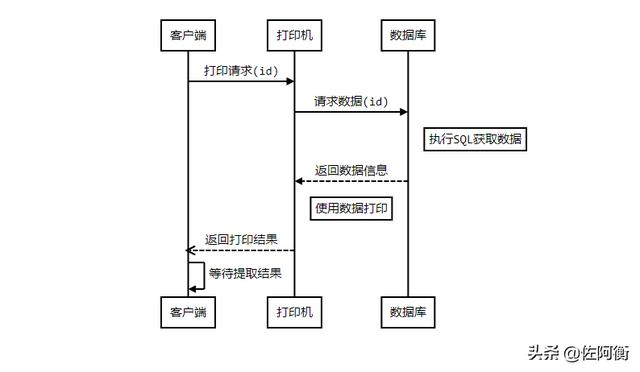 客户端
打印机
数据库
打印请求(id)
请求数据(id)
执行SQL获取数据
返回数据信息
使用数据打印
返回打印结果
等待提取结果
客户端
打印机
数据库
头条 @佐阿衡